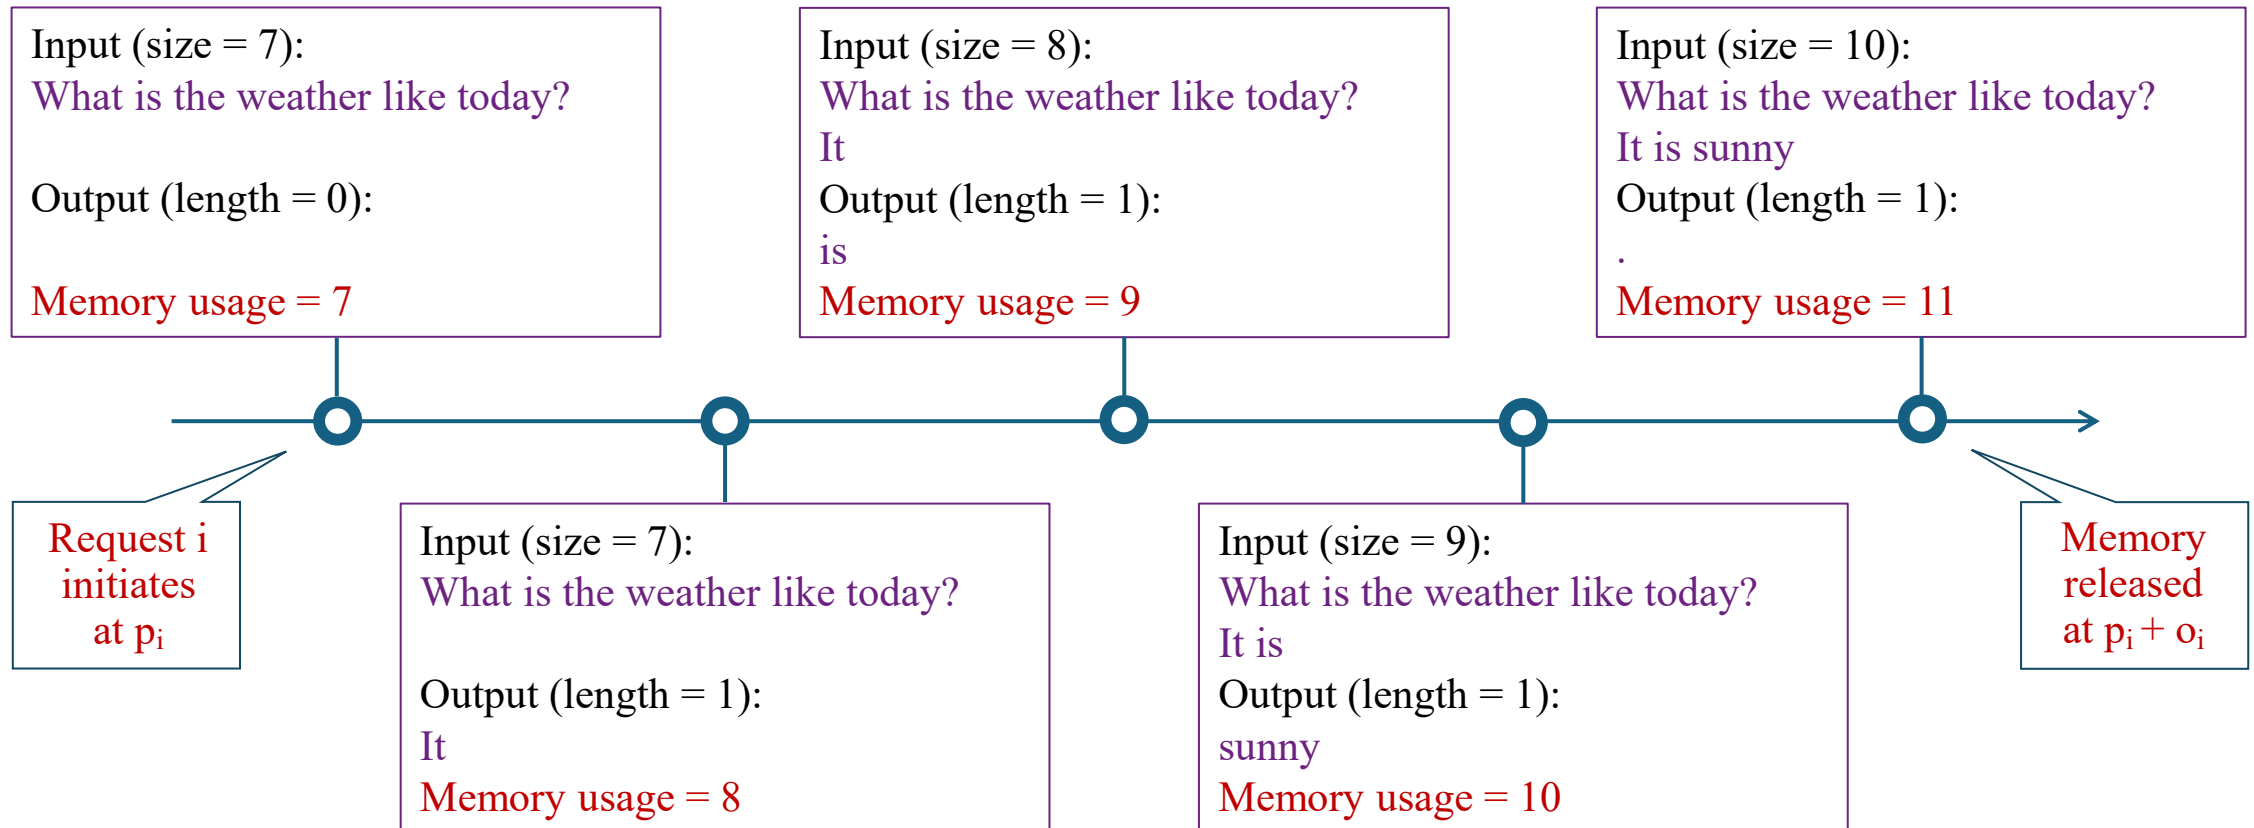 Input (size = 7):
What is the weather like today?
Output (length = 0):
Memory usage = 7
Input (size = 8):
What is the weather like today?
It
Output (length = 1):
is
Memory usage = 9
Input (size = 10):
What is the weather like today?
It is sunny
Output (length = 1):
.
Memory usage = 11
Request i
initiates
at pᵢ
Input (size = 7):
What is the weather like today?
Output (length = 1):
It
Memory usage = 8
Input (size = 9):
What is the weather like today?
It is
Output (length = 1):
sunny
Memory usage = 10
Memory
released
at pᵢ + oᵢ